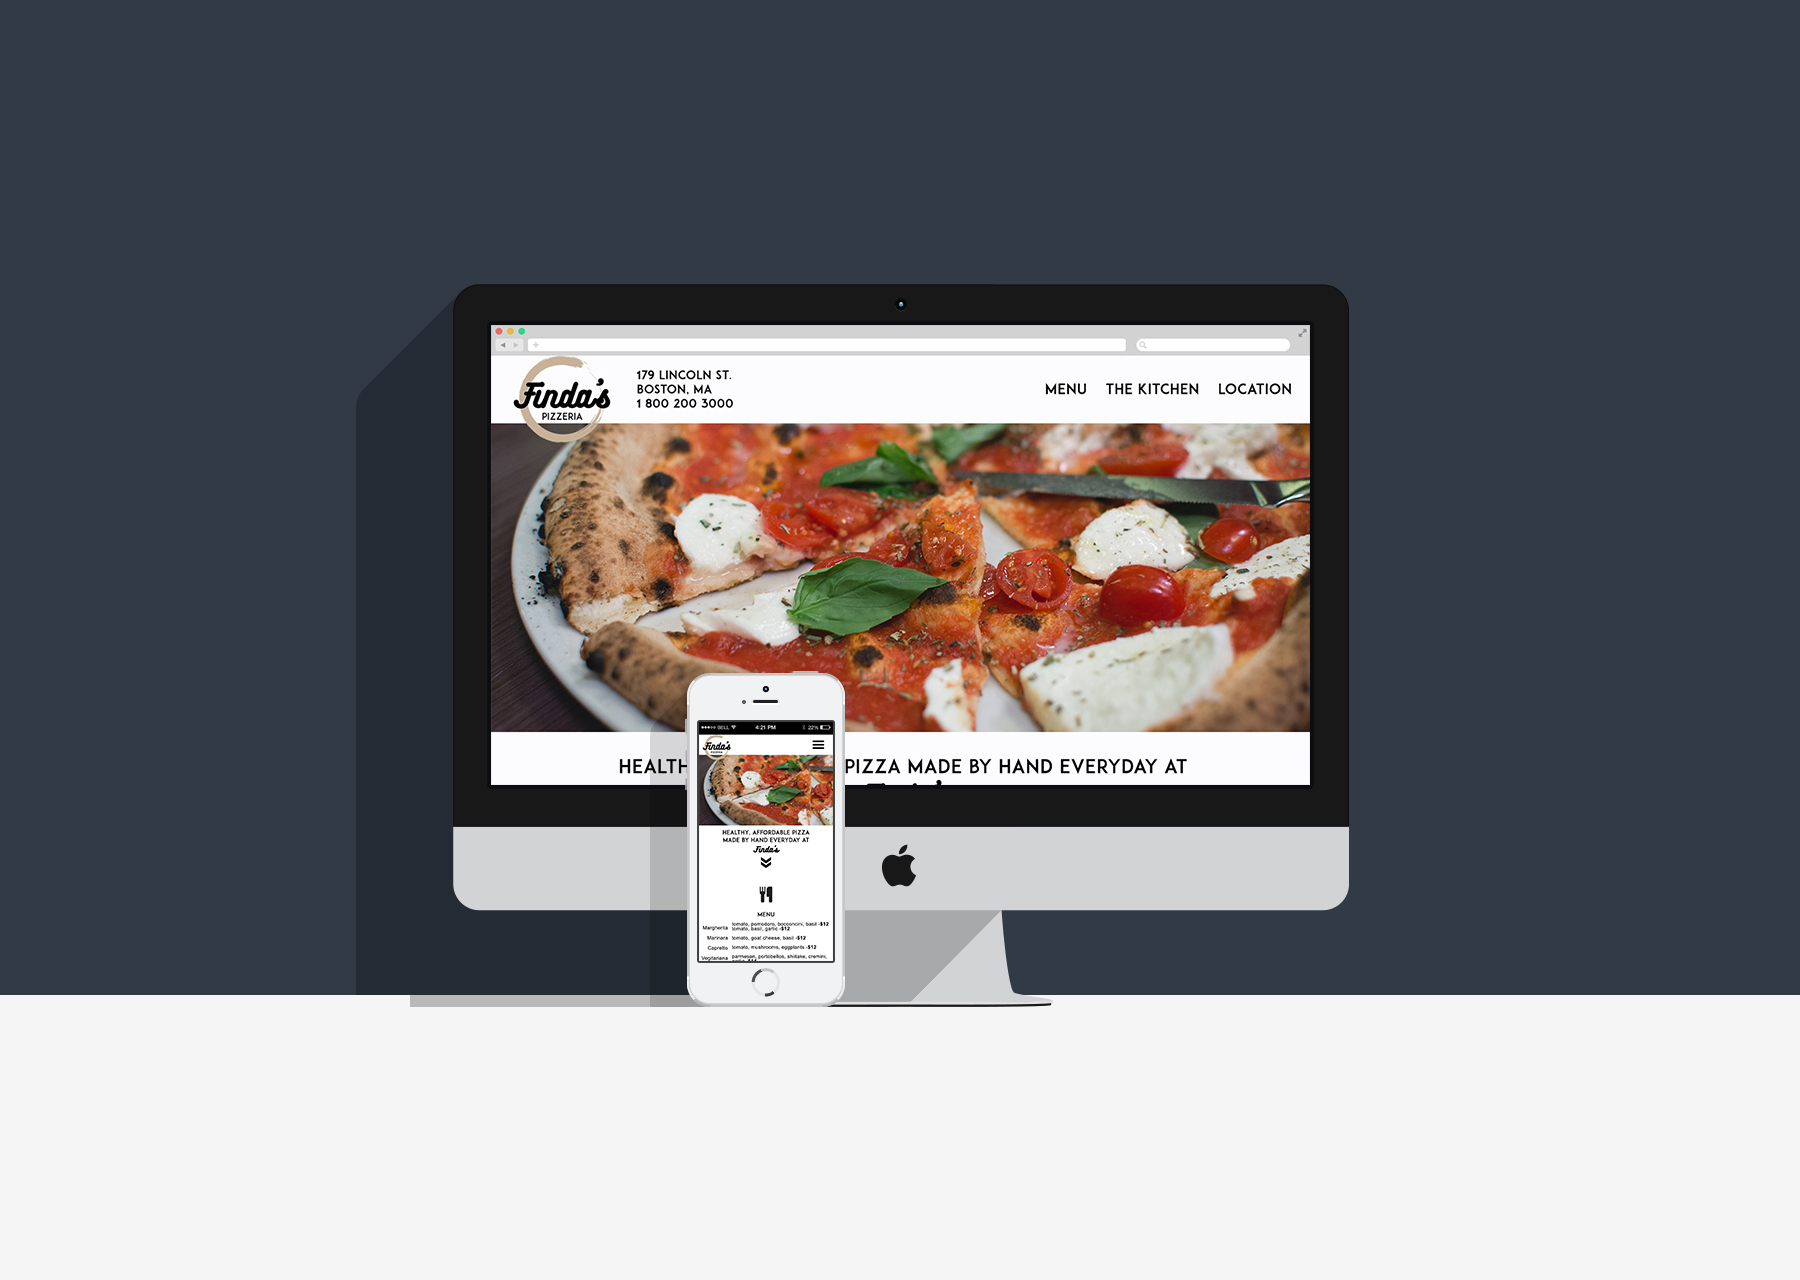 Finda's
PIZZERIA
179 LINCOLN ST.
BOSTON, MA
1 800 200 3000
MENU THE KITCHEN LOCATION
HEALTH PIZZA MADE BY HAND EVERYDAY AT
BELL 4:21 PM 22%
Finda's
PIZZERIA
HEALTHY, AFFORDABLE PIZZA
MADE BY HAND EVERYDAY AT
Finda's
MENU
Margherita tomato, pomodoro, bocconcini, basil -$12
tomato, basil, garlic -$12
Marinara tomato, goat cheese, basil -$12
Capretto tomato, mushrooms, eggplants -$12
Vegitariana parmesan, portobellos, shiitake, cremini,